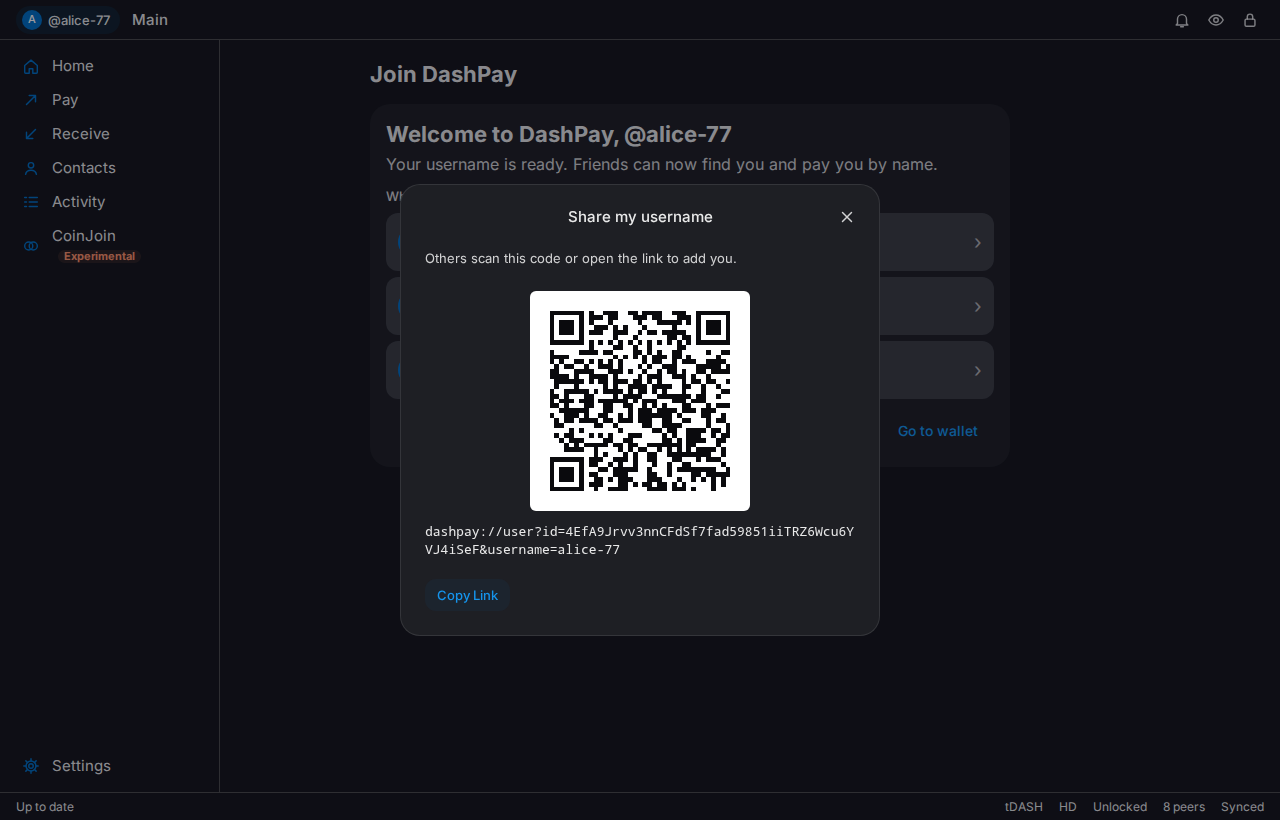 A @alice-77 Main
Home
Pay
Receive
Contacts
Activity
CoinJoin
Experimental
Settings
Join DashPay
Welcome to DashPay, @alice-77
Your username is ready. Friends can now find you and pay you by name.
Share my username
Others scan this code or open the link to add you.
dashpay://user?id=4EfA9Jrvv3nnCFdSf7fad59851iiTRZ6Wcu6Y
VJ4iSeF&username=alice-77
Copy Link
Go to wallet
Up to date
tDASH HD Unlocked 8 peers Synced